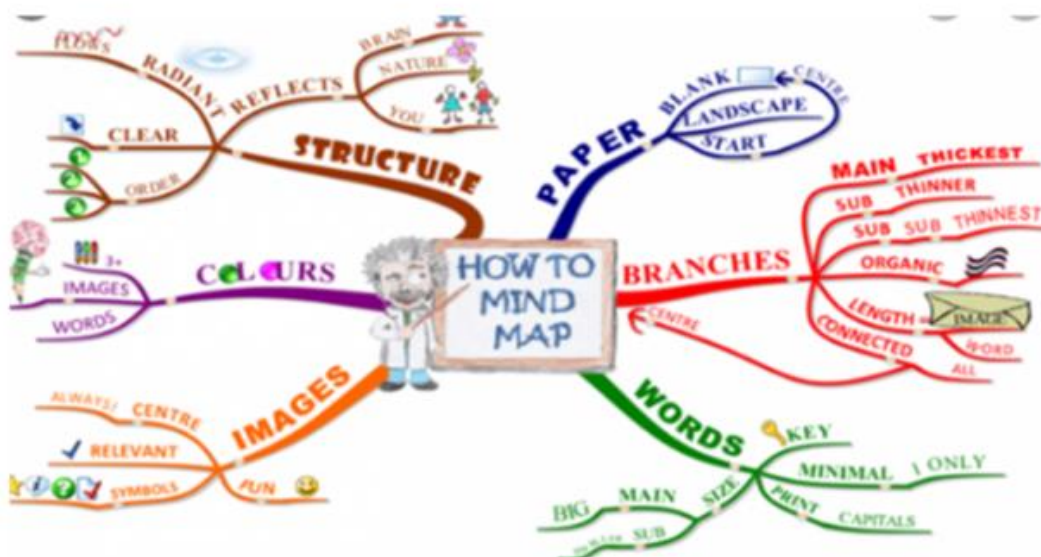 HOW TO
MIND
MAP
PAPER
BLANK
CENTRE
LANDSCAPE
START
BRANCHES
MAIN THICKEST
SUB THINNER
SUB SUB THINNEST
ORGANIC
LENGTH =
IMAGE
WORD
CONNECTED
ALL
CENTRE
WORDS
KEY
MINIMAL 1 ONLY
PRINT CAPITALS
SIZE
MAIN BIG
SUB
IMAGES
CENTRE ALWAYS!
RELEVANT
SYMBOLS
FUN
COLOURS
3+
IMAGES
WORDS
STRUCTURE
REFLECTS
BRAIN
NATURE
YOU
RADIANT
CLEAR
ORDER
1
2